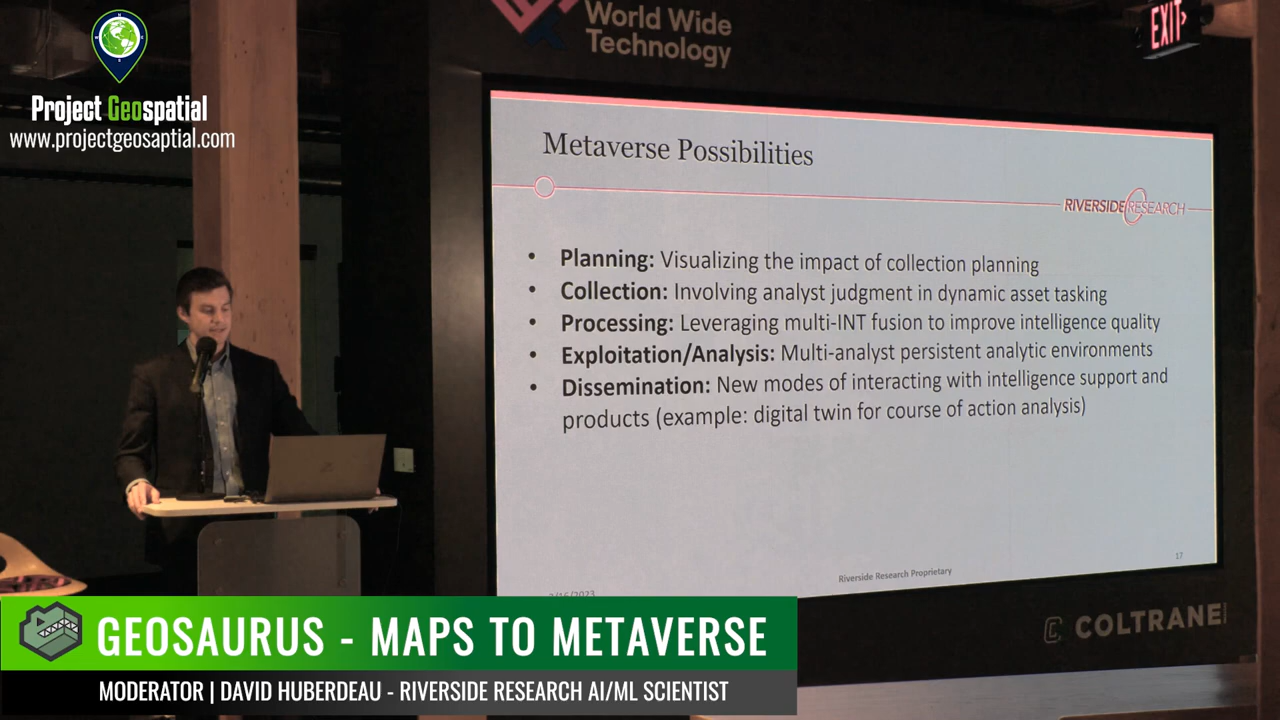 World Wide
Technology
EXIT
Project Geospatial
www.projectgeosaptial.com
Metaverse Possibilities
RIVERSIDE RESEARCH
• Planning: Visualizing the impact of collection planning
• Collection: Involving analyst judgment in dynamic asset tasking
• Processing: Leveraging multi-INT fusion to improve intelligence quality
• Exploitation/Analysis: Multi-analyst persistent analytic environments
• Dissemination: New modes of interacting with intelligence support and
products (example: digital twin for course of action analysis)
17
Riverside Research Proprietary
COLTRANE
GEOSAURUS - MAPS TO METAVERSE
MODERATOR | DAVID HUBERDEAU - RIVERSIDE RESEARCH AI/ML SCIENTIST